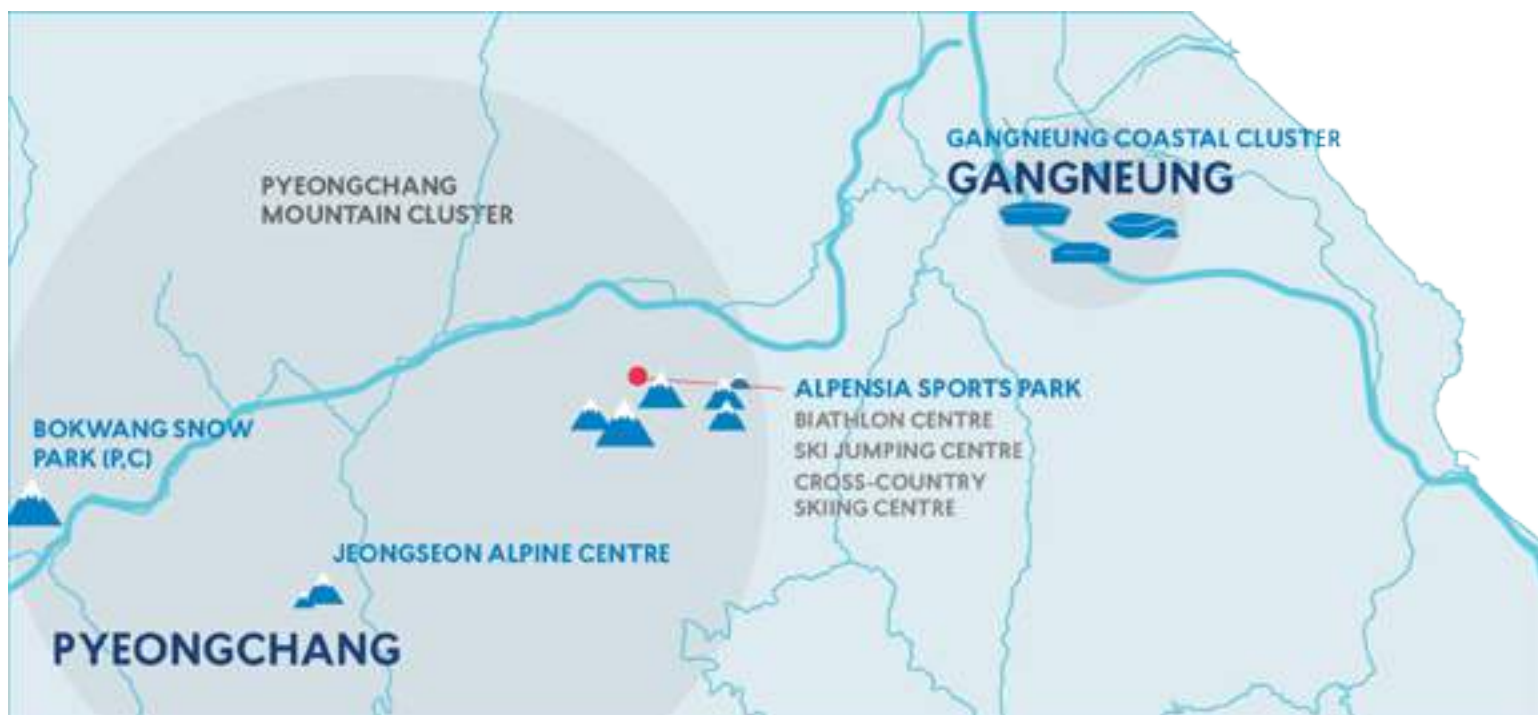 GANGNEUNG COASTAL CLUSTER
GANGNEUNG
PYEONGCHANG
MOUNTAIN CLUSTER
ALPENSIA SPORTS PARK
BIATHLON CENTRE
SKI JUMPING CENTRE
CROSS-COUNTRY
SKIING CENTRE
BOKWANG SNOW
PARK (P,C)
JEONGSEON ALPINE CENTRE
PYEONGCHANG